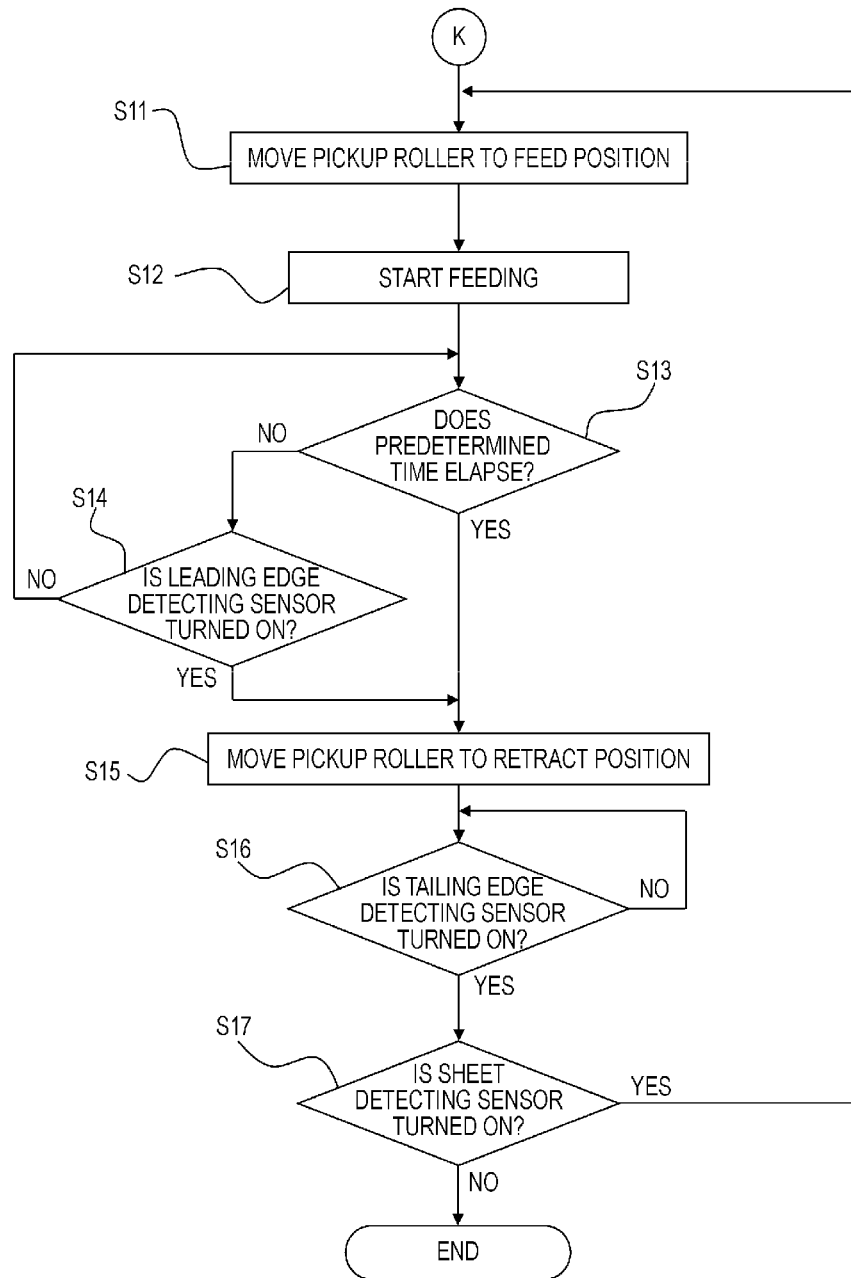 K
S11
MOVE PICKUP ROLLER TO FEED POSITION
S12
START FEEDING
S13
DOES
PREDETERMINED
TIME ELAPSE?
NO
YES
S14
IS LEADING EDGE
DETECTING SENSOR
TURNED ON?
NO
YES
S15
MOVE PICKUP ROLLER TO RETRACT POSITION
S16
IS TAILING EDGE
DETECTING SENSOR
TURNED ON?
NO
YES
S17
IS SHEET
DETECTING SENSOR
TURNED ON?
YES
NO
END